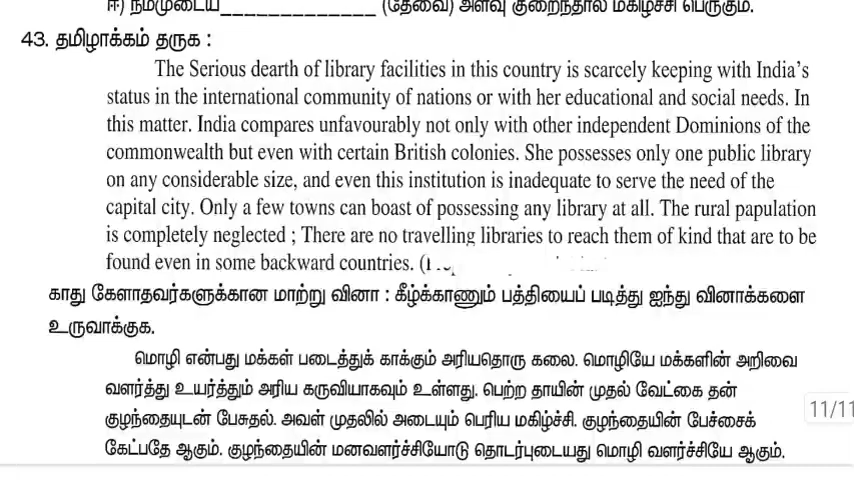 ஈ) நம்முடைய______________ (தேவை) அளவு குறைந்தால் மகிழ்ச்சி பெருகும்.
43. தமிழாக்கம் தருக :
The Serious dearth of library facilities in this country is scarcely keeping with India's
status in the international community of nations or with her educational and social needs. In
this matter. India compares unfavourably not only with other independent Dominions of the
commonwealth but even with certain British colonies. She possesses only one public library
on any considerable size, and even this institution is inadequate to serve the need of the
capital city. Only a few towns can boast of possessing any library at all. The rural papulation
is completely neglected ; There are no travelling libraries to reach them of kind that are to be
found even in some backward countries.
காது கேளாதவர்களுக்கான மாற்று வினா : கீழ்க்காணும் பத்தியைப் படித்து ஐந்து வினாக்களை
உருவாக்குக.
மொழி என்பது மக்கள் படைத்துக் காக்கும் அரியதொரு கலை. மொழியே மக்களின் அறிவை
வளர்த்து உயர்த்தும் அரிய கருவியாகவும் உள்ளது. பெற்ற தாயின் முதல் வேட்கை தன்
குழந்தையுடன் பேசுதல். அவள் முதலில் அடையும் பெரிய மகிழ்ச்சி. குழந்தையின் பேச்சைக்
கேட்பதே ஆகும். குழந்தையின் மனவளர்ச்சியோடு தொடர்புடையது மொழி வளர்ச்சியே ஆகும்.
11/11